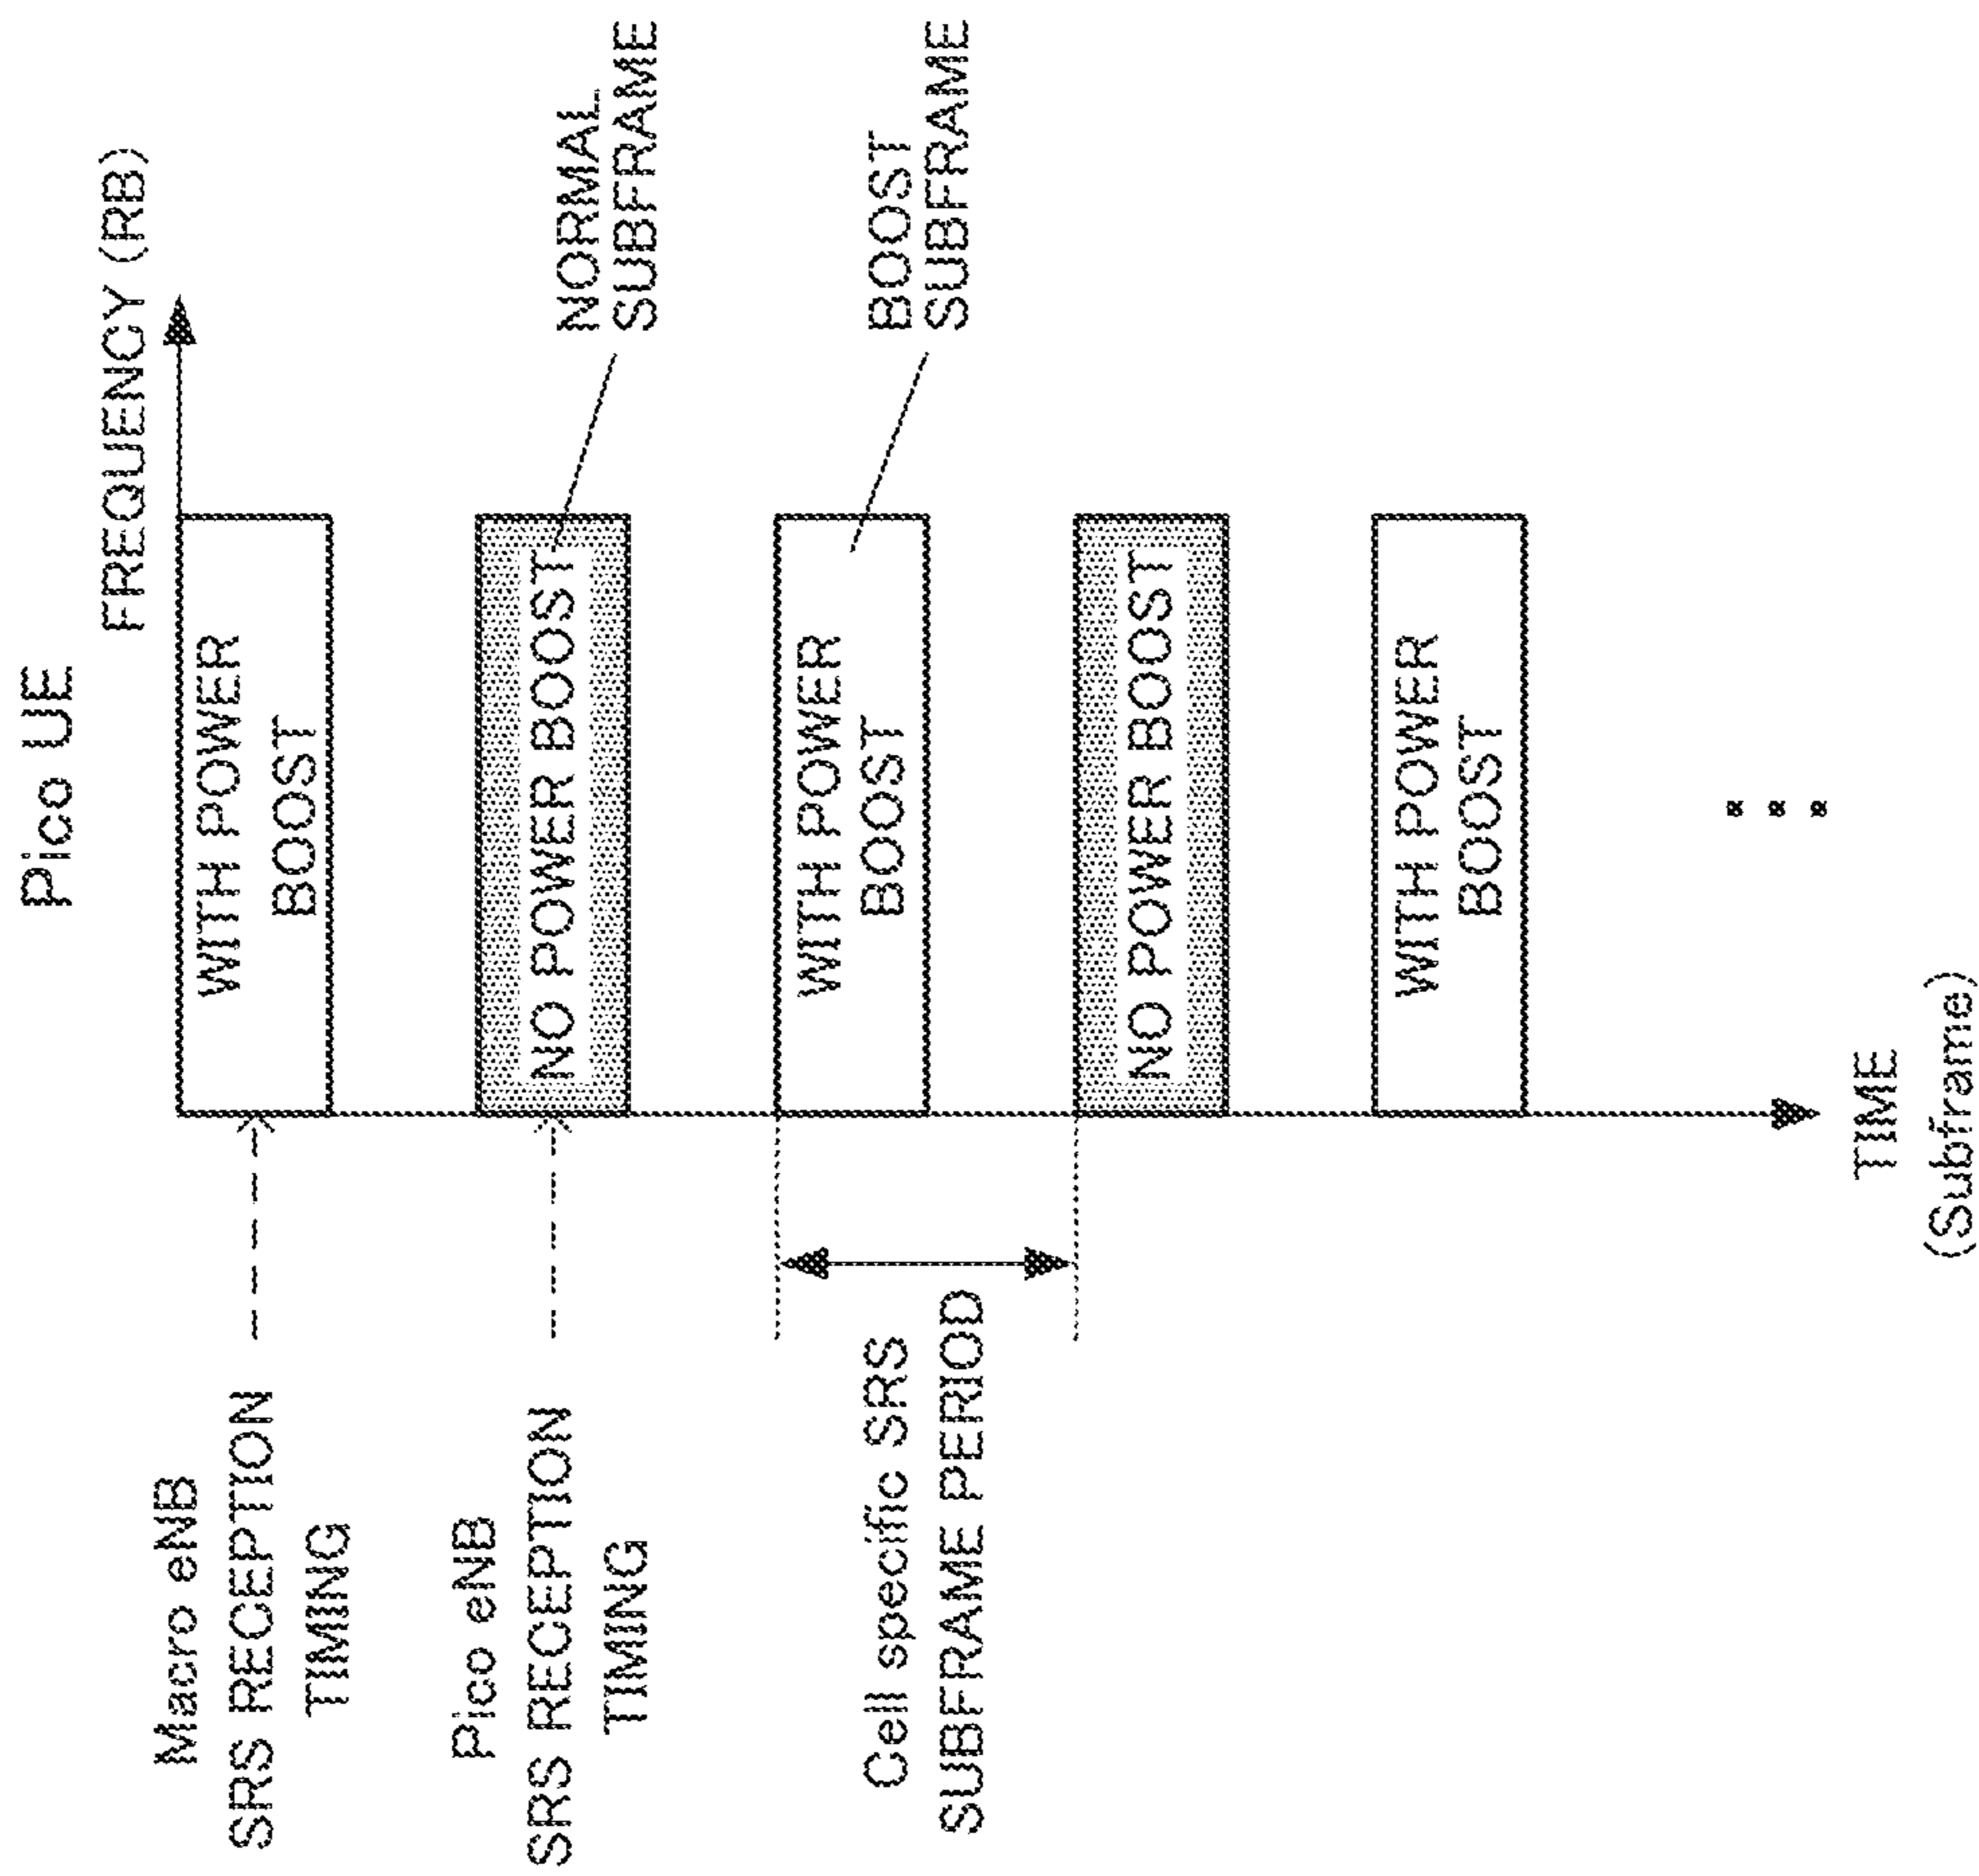 Pico UE
FREQUENCY (RB)
Macro eNB
SRS RECEPTION
TIMING
WITH POWER
BOOST
Pico eNB
SRS RECEPTION
TIMING
NO POWER BOOST
NORMAL
SUBFRAME
Cell specific SRS
SUBFRAME PERIOD
WITH POWER
BOOST
BOOST
SUBFRAME
NO POWER BOOST
WITH POWER
BOOST
TIME
(Subframe)